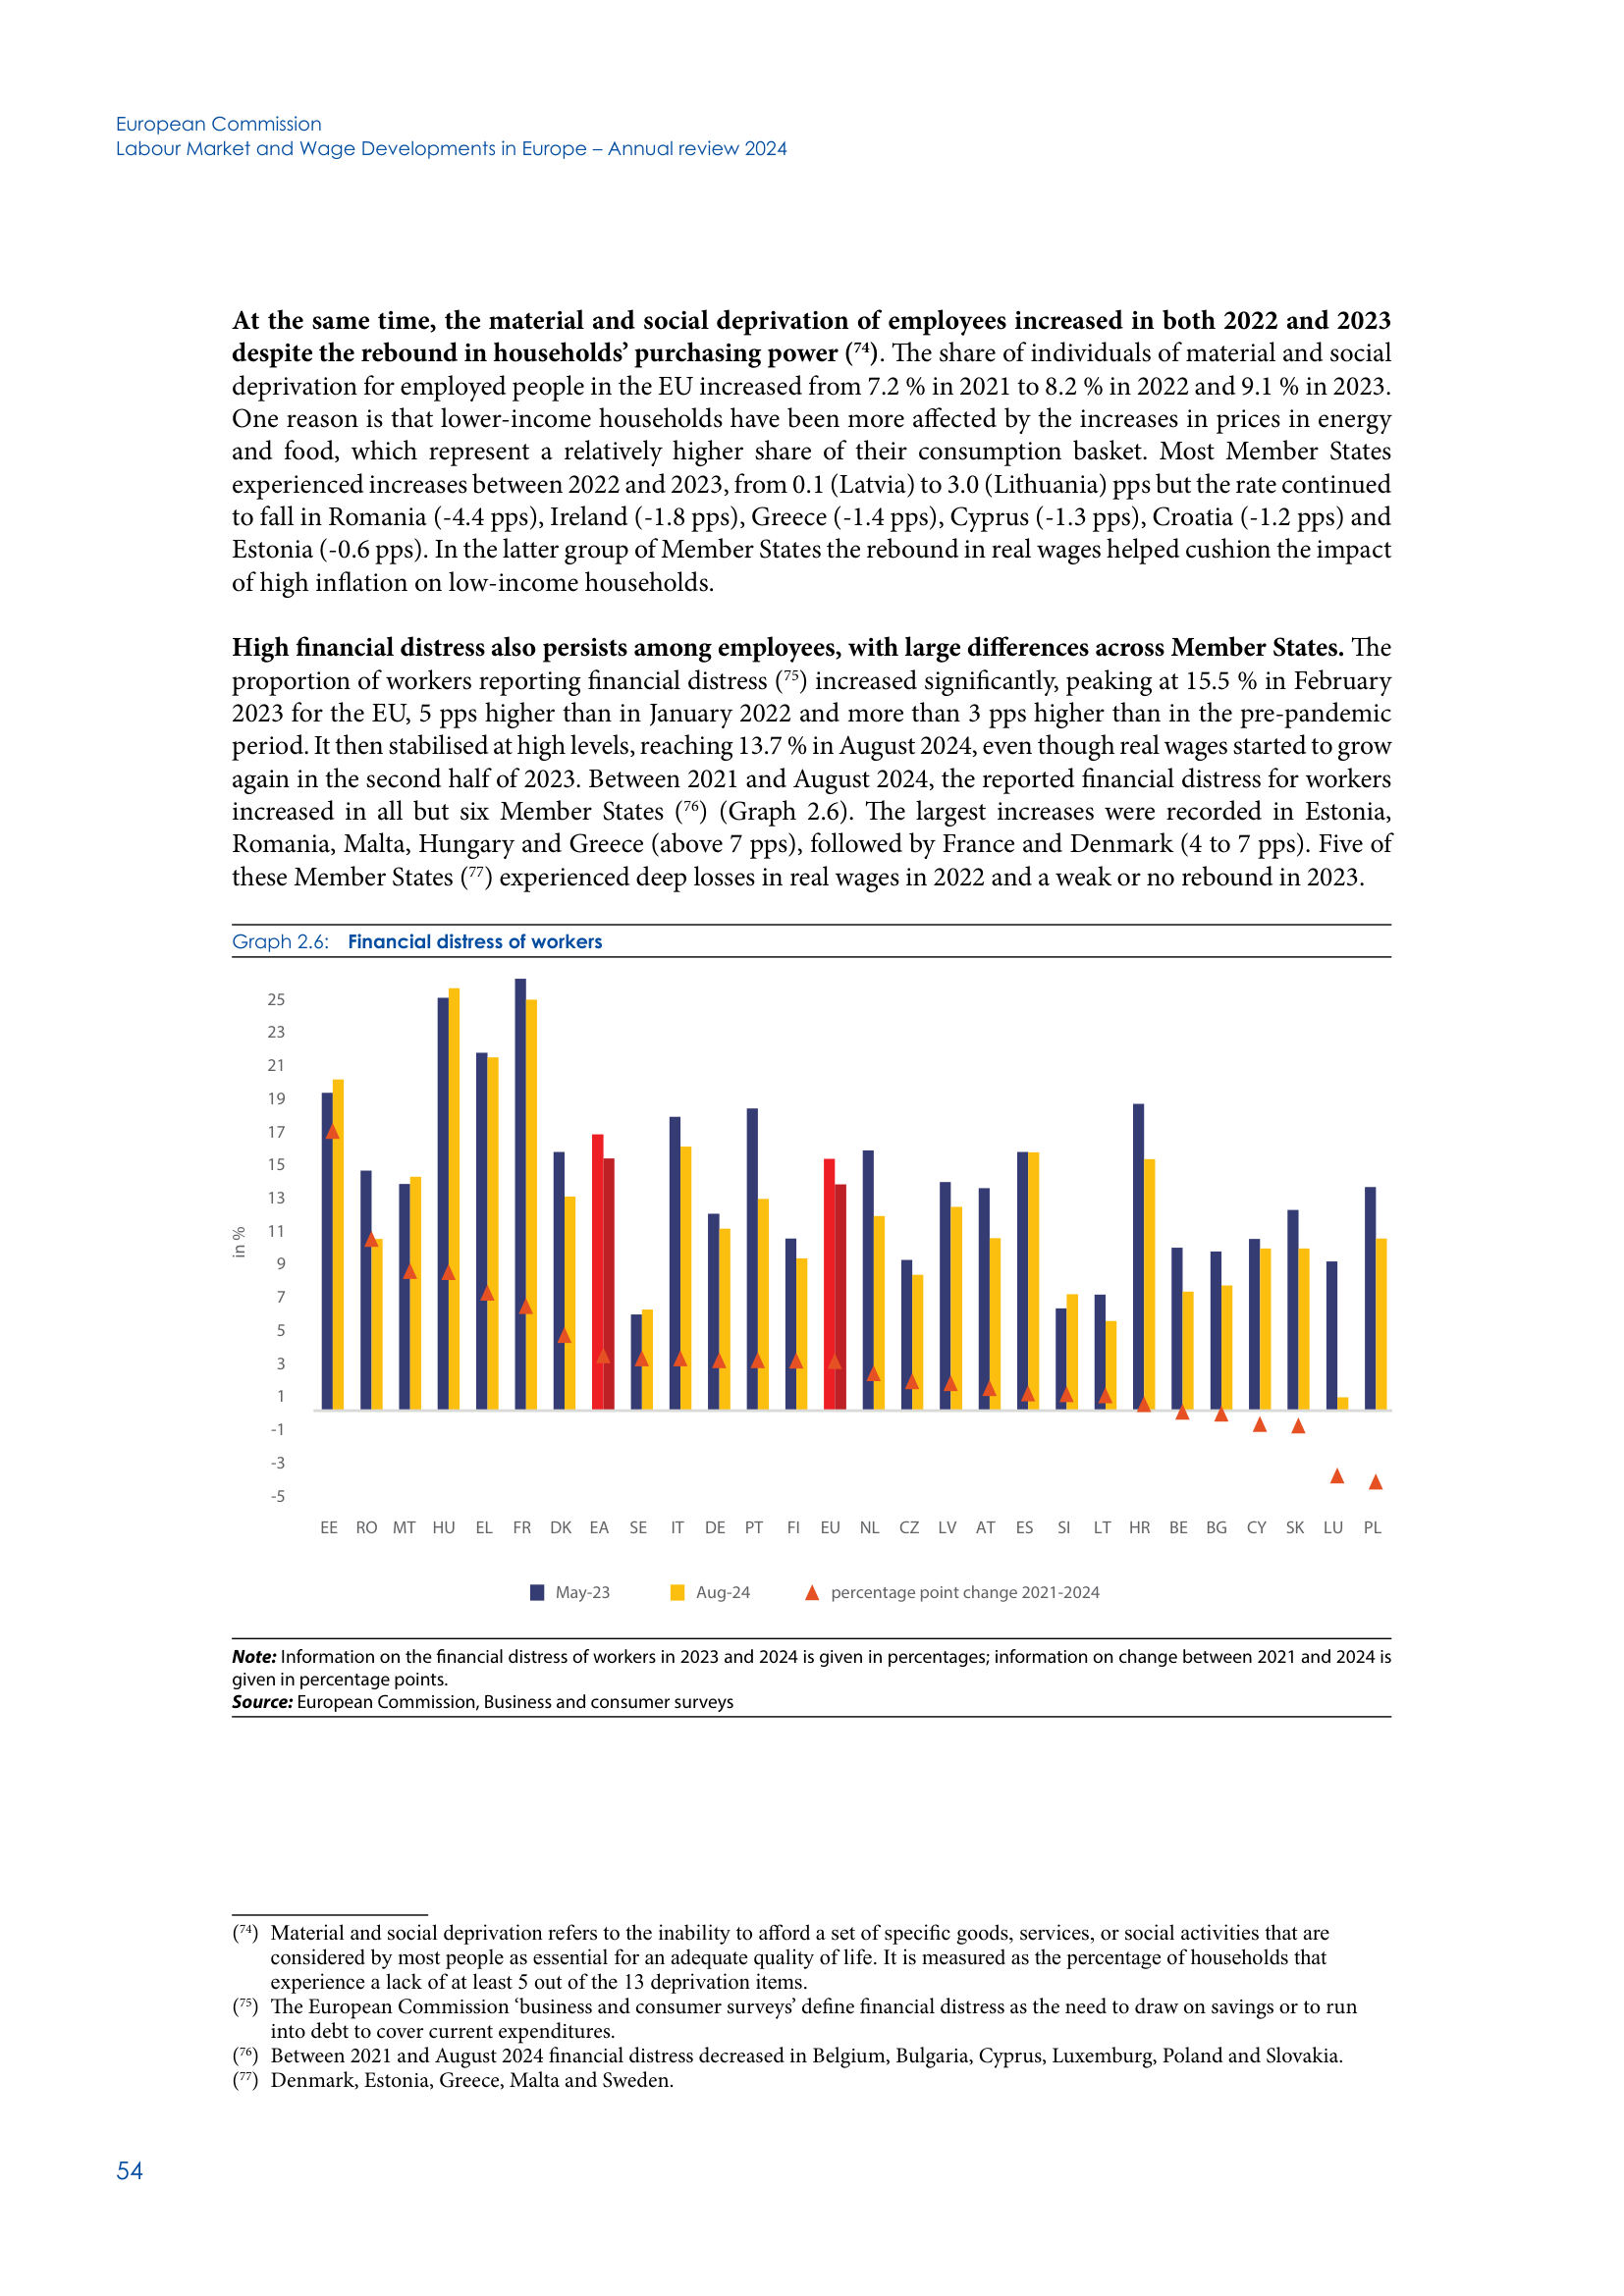 European Commission
Labour Market and Wage Developments in Europe – Annual review 2024
At the same time, the material and social deprivation of employees increased in both 2022 and 2023
despite the rebound in households’ purchasing power (⁷⁴). The share of individuals of material and social
deprivation for employed people in the EU increased from 7.2 % in 2021 to 8.2 % in 2022 and 9.1 % in 2023.
One reason is that lower-income households have been more affected by the increases in prices in energy
and food, which represent a relatively higher share of their consumption basket. Most Member States
experienced increases between 2022 and 2023, from 0.1 (Latvia) to 3.0 (Lithuania) pps but the rate continued
to fall in Romania (-4.4 pps), Ireland (-1.8 pps), Greece (-1.4 pps), Cyprus (-1.3 pps), Croatia (-1.2 pps) and
Estonia (-0.6 pps). In the latter group of Member States the rebound in real wages helped cushion the impact
of high inflation on low-income households.
High financial distress also persists among employees, with large differences across Member States. The
proportion of workers reporting financial distress (⁷⁵) increased significantly, peaking at 15.5 % in February
2023 for the EU, 5 pps higher than in January 2022 and more than 3 pps higher than in the pre-pandemic
period. It then stabilised at high levels, reaching 13.7 % in August 2024, even though real wages started to grow
again in the second half of 2023. Between 2021 and August 2024, the reported financial distress for workers
increased in all but six Member States (⁷⁶) (Graph 2.6). The largest increases were recorded in Estonia,
Romania, Malta, Hungary and Greece (above 7 pps), followed by France and Denmark (4 to 7 pps). Five of
these Member States (⁷⁷) experienced deep losses in real wages in 2022 and a weak or no rebound in 2023.
Graph 2.6: Financial distress of workers
25
23
21
19
17
15
13
11
9
7
5
3
1
-1
-3
-5
in %
EE RO MT HU EL FR DK EA SE IT DE PT FI EU NL CZ LV AT ES SI LT HR BE BG CY SK LU PL
May-23 Aug-24 percentage point change 2021-2024
Note: Information on the financial distress of workers in 2023 and 2024 is given in percentages; information on change between 2021 and 2024 is
given in percentage points.
Source: European Commission, Business and consumer surveys
(⁷⁴) Material and social deprivation refers to the inability to afford a set of specific goods, services, or social activities that are
considered by most people as essential for an adequate quality of life. It is measured as the percentage of households that
experience a lack of at least 5 out of the 13 deprivation items.
(⁷⁵) The European Commission ‘business and consumer surveys’ define financial distress as the need to draw on savings or to run
into debt to cover current expenditures.
(⁷⁶) Between 2021 and August 2024 financial distress decreased in Belgium, Bulgaria, Cyprus, Luxemburg, Poland and Slovakia.
(⁷⁷) Denmark, Estonia, Greece, Malta and Sweden.
54